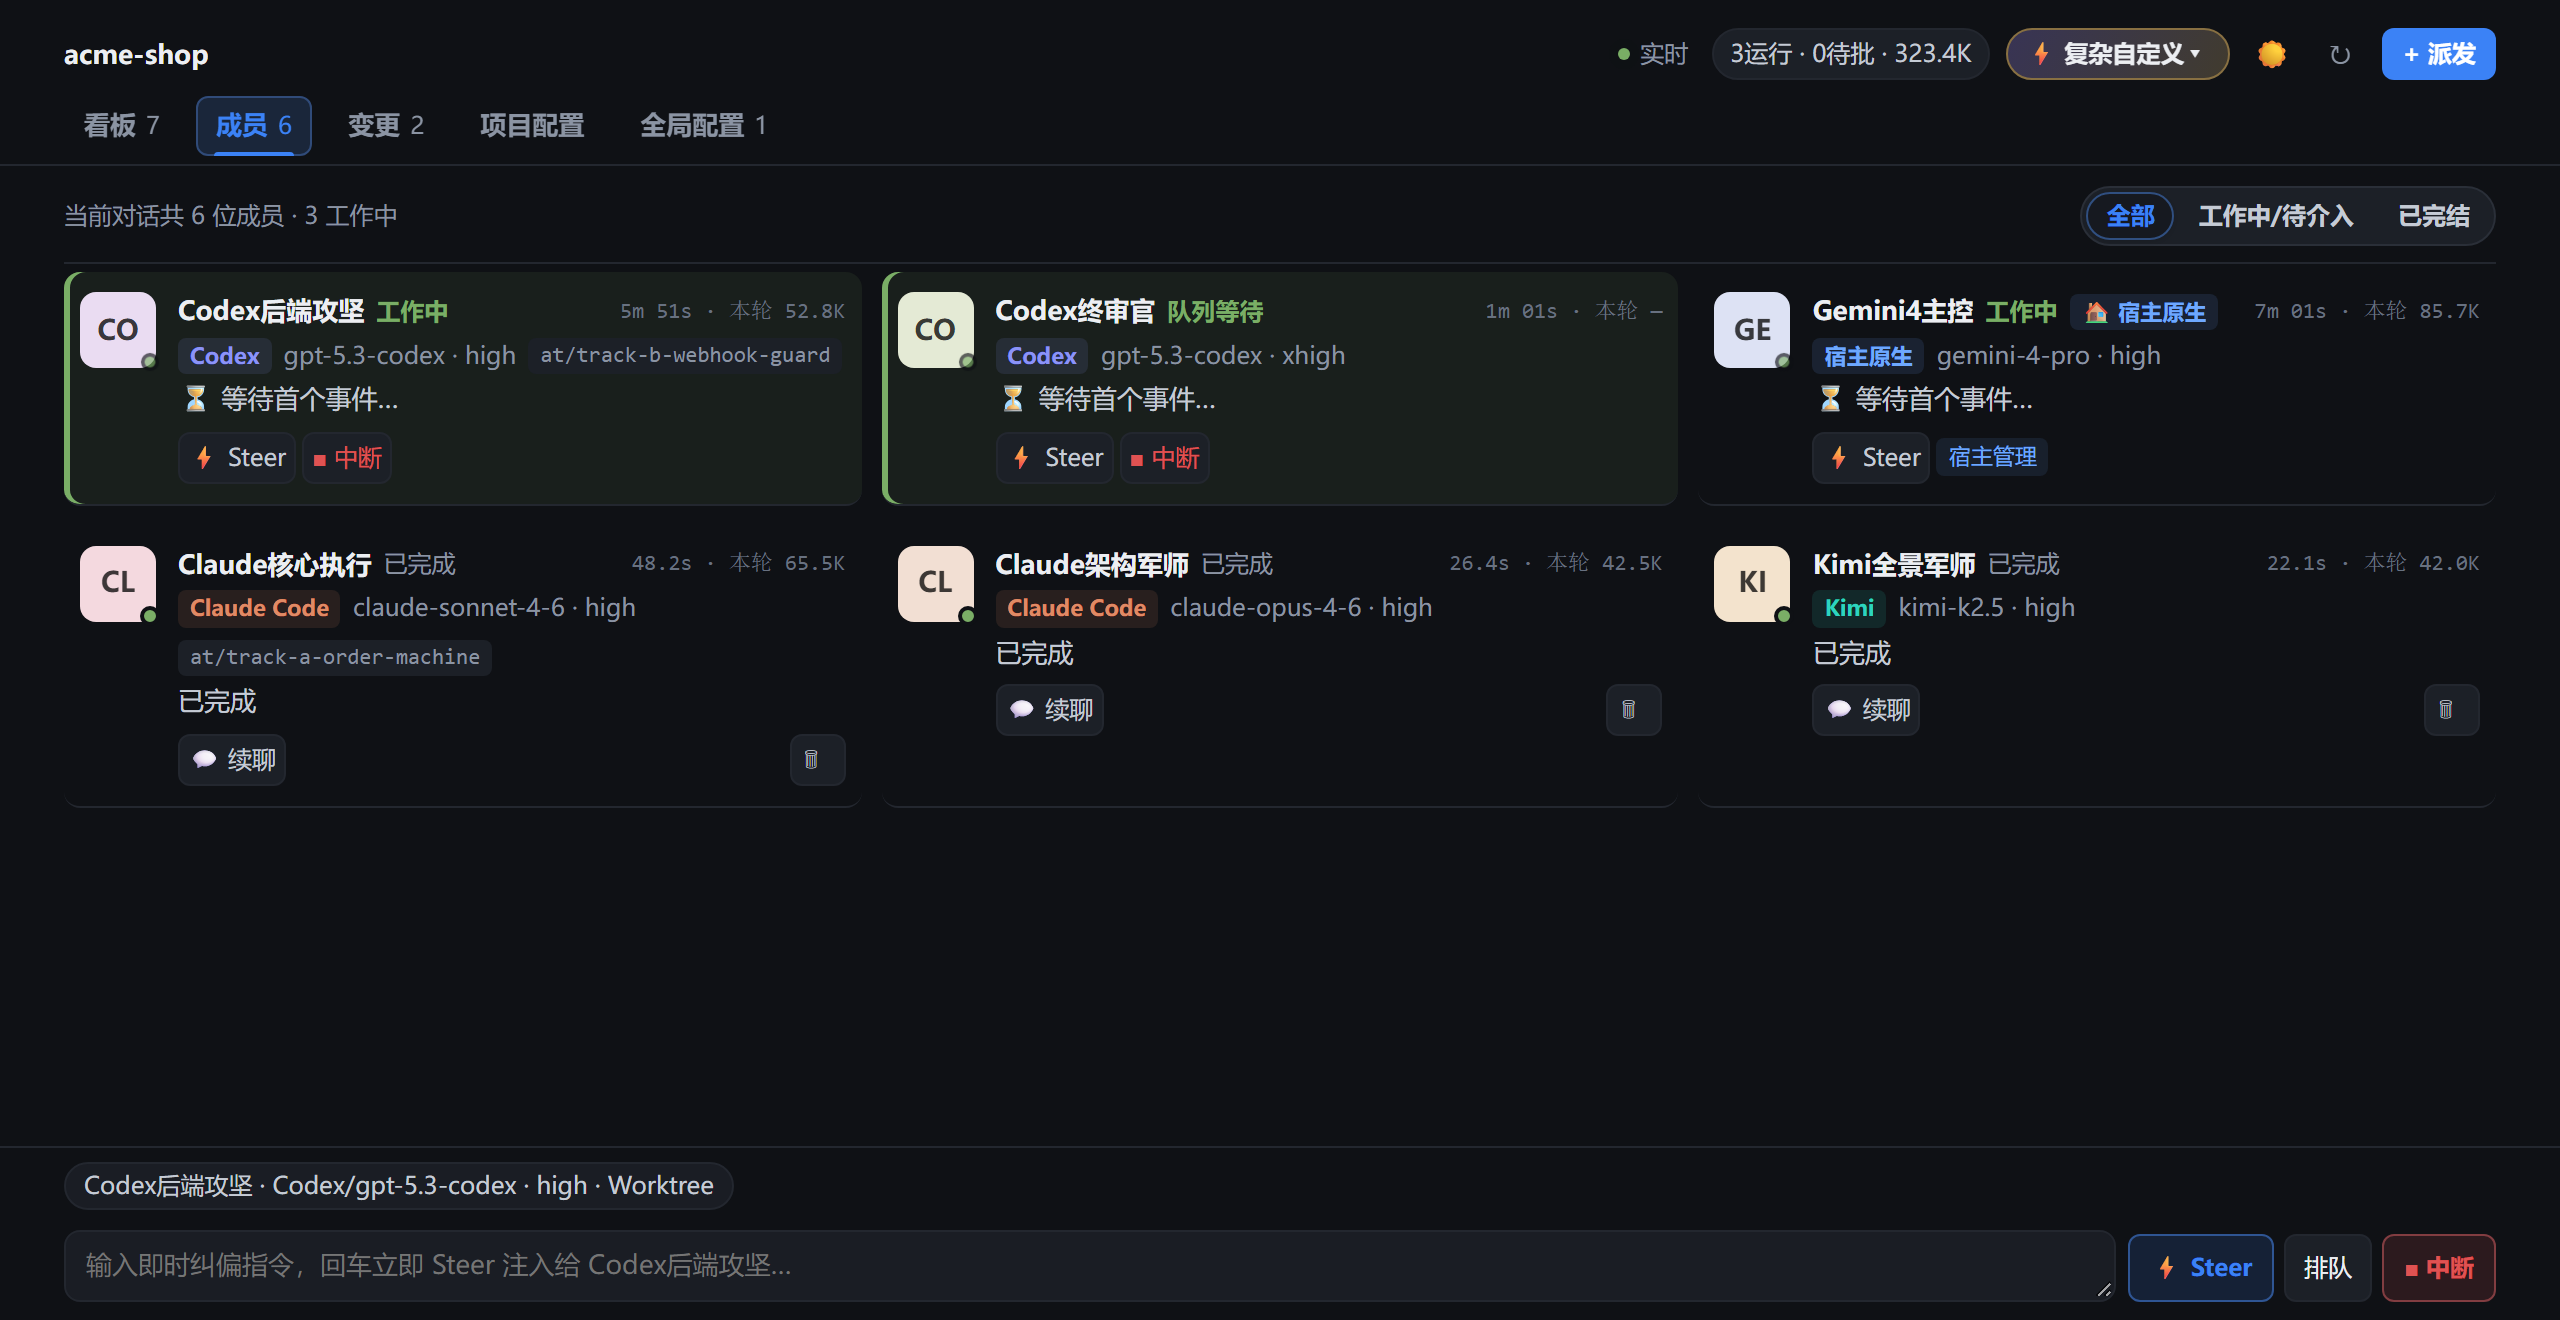 acme-shop
实时
3运行 · 0待批 · 323.4K
复杂自定义
+ 派发
看板 7
成员 6
变更 2
项目配置
全局配置 1
当前对话共 6 位成员 · 3 工作中
全部
工作中/待介入
已完结
CO
Codex后端攻坚 工作中
5m 51s · 本轮 52.8K
Codex gpt-5.3-codex · high at/track-b-webhook-guard
等待首个事件…
Steer
中断
CO
Codex终审官 队列等待
1m 01s · 本轮 —
Codex gpt-5.3-codex · xhigh
等待首个事件…
Steer
中断
GE
Gemini4主控 工作中 宿主原生
7m 01s · 本轮 85.7K
宿主原生 gemini-4-pro · high
等待首个事件…
Steer
宿主管理
CL
Claude核心执行 已完成
48.2s · 本轮 65.5K
Claude Code claude-sonnet-4-6 · high
at/track-a-order-machine
已完成
续聊
CL
Claude架构军师 已完成
26.4s · 本轮 42.5K
Claude Code claude-opus-4-6 · high
已完成
续聊
KI
Kimi全景军师 已完成
22.1s · 本轮 42.0K
Kimi kimi-k2.5 · high
已完成
续聊
Codex后端攻坚 · Codex/gpt-5.3-codex · high · Worktree
输入即时纠偏指令，回车立即 Steer 注入给 Codex后端攻坚…
Steer
排队
中断